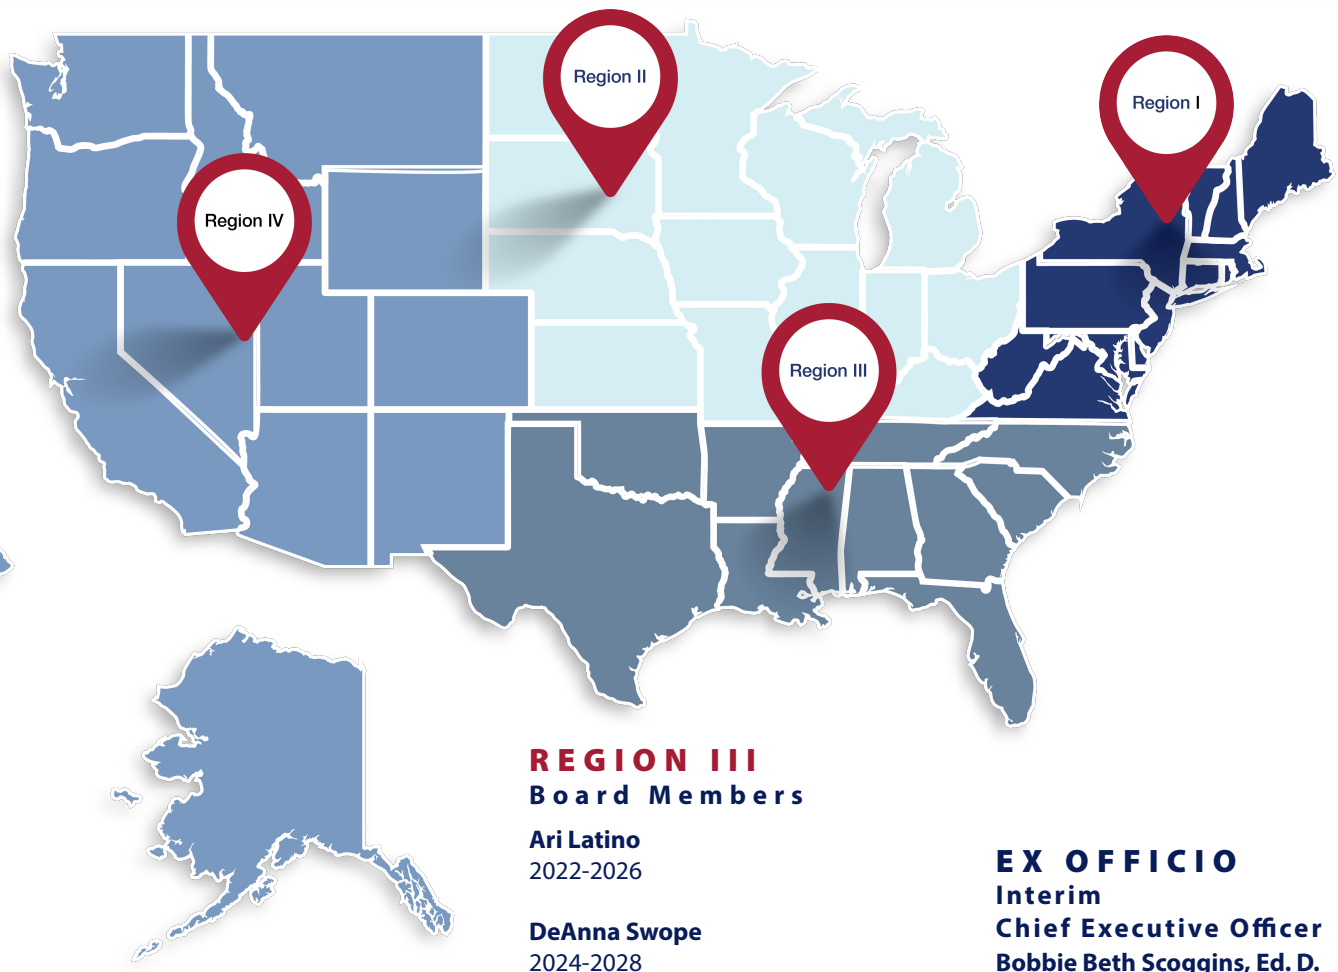 Region II
Region I
Region IV
Region III
REGION III
Board Members
Ari Latino
2022-2026
DeAnna Swope
2024-2028
EX OFFICIO
Interim
Chief Executive Officer
Bobbie Beth Scoggins, Ed. D.